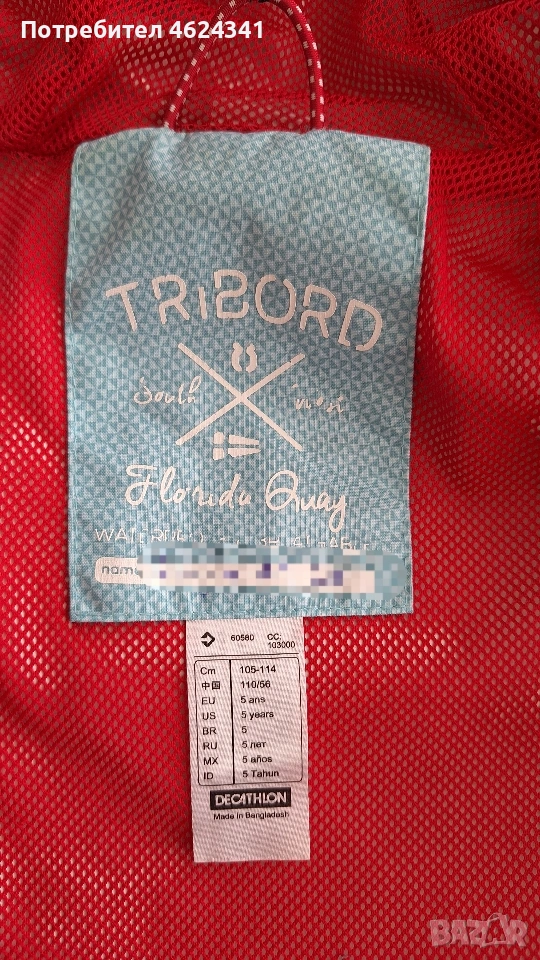 Потребител 4624341
TRIBORD
South West
Florida Quay
name
60580 CC:
103000
Cm 105-114
中国 110/56
EU 5 ans
US 5 years
BR 5
RU 5 лет
MX 5 años
ID 5 Tahun
DECATHLON
Made in Bangladesh
BAZAR